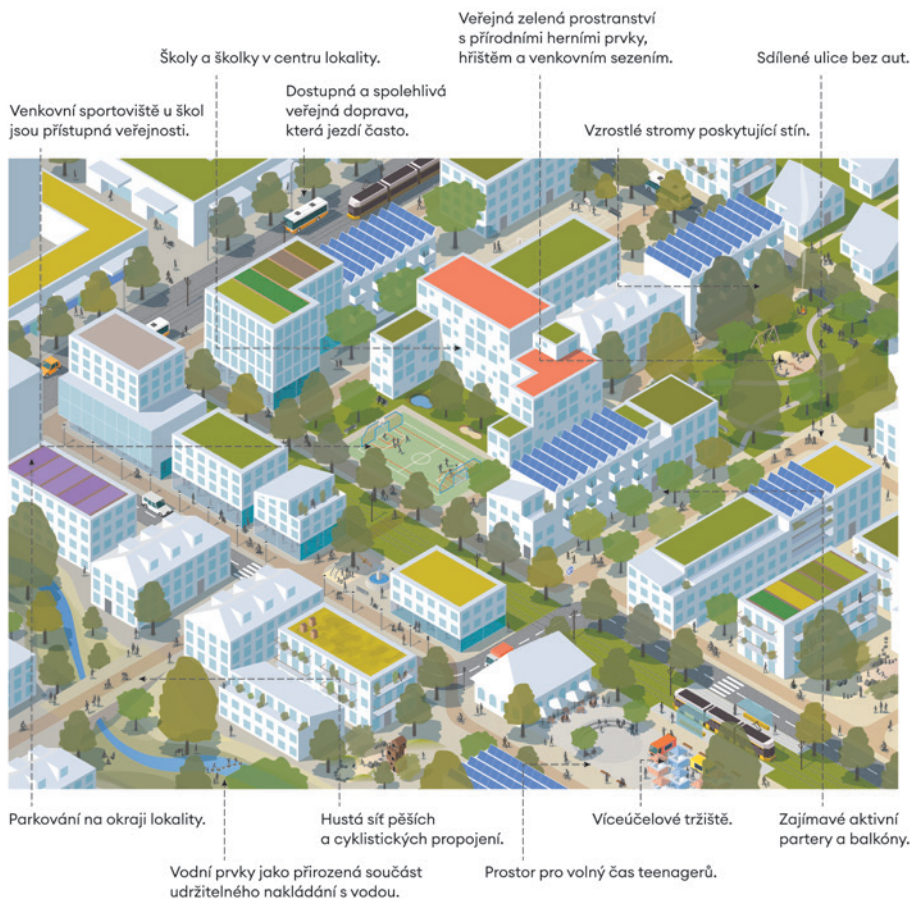 Veřejná zelená prostranství
s přírodními herními prvky,
hřištěm a venkovním sezením.
Školy a školky v centru lokality.
Sdílené ulice bez aut.
Dostupná a spolehlivá
veřejná doprava,
která jezdí často.
Venkovní sportoviště u škol
jsou přístupná veřejnosti.
Vzrostlé stromy poskytující stín.
Parkování na okraji lokality.
Hustá síť pěších
a cyklistických propojení.
Víceúčelové tržiště.
Zajímavé aktivní
partery a balkóny.
Vodní prvky jako přirozená součást
udržitelného nakládání s vodou.
Prostor pro volný čas teenagerů.